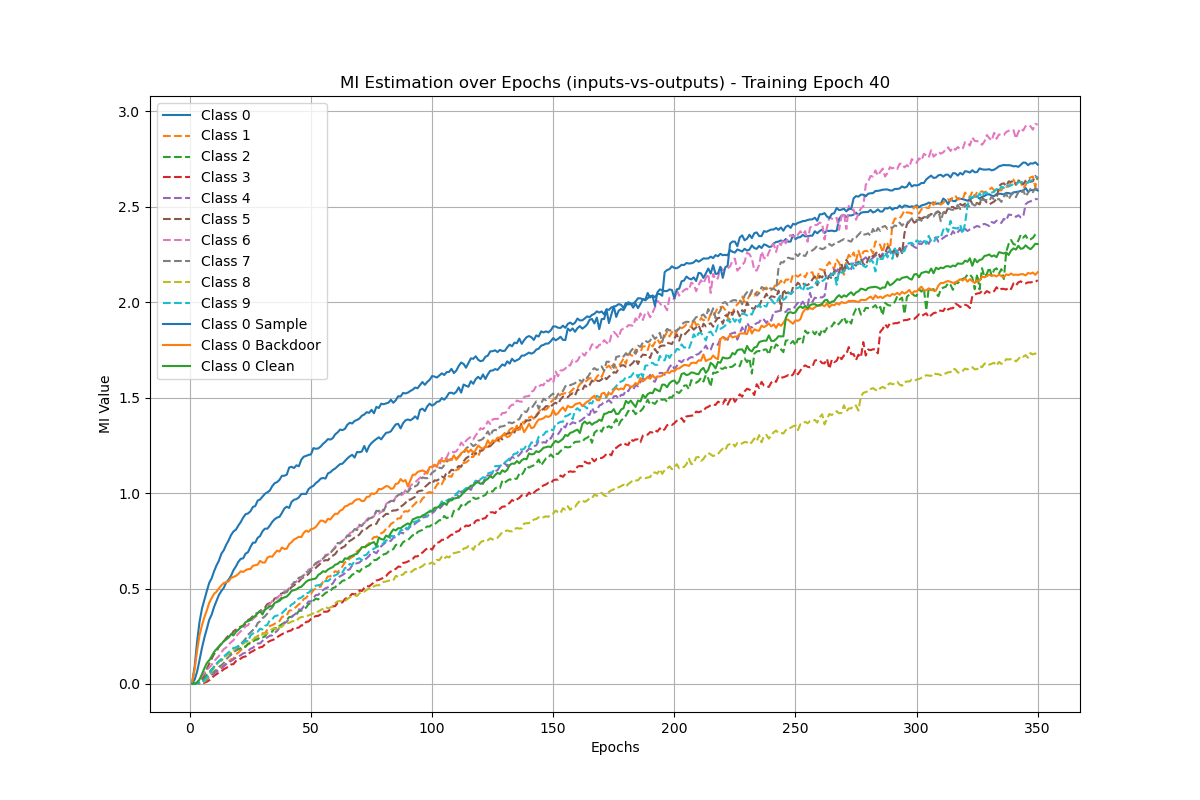 MI Estimation over Epochs (inputs-vs-outputs) - Training Epoch 40
3.0
2.5
2.0
1.5
1.0
0.5
0.0
MI Value
Class 0
Class 1
Class 2
Class 3
Class 4
Class 5
Class 6
Class 7
Class 8
Class 9
Class 0 Sample
Class 0 Backdoor
Class 0 Clean
0 50 100 150 200 250 300 350
Epochs